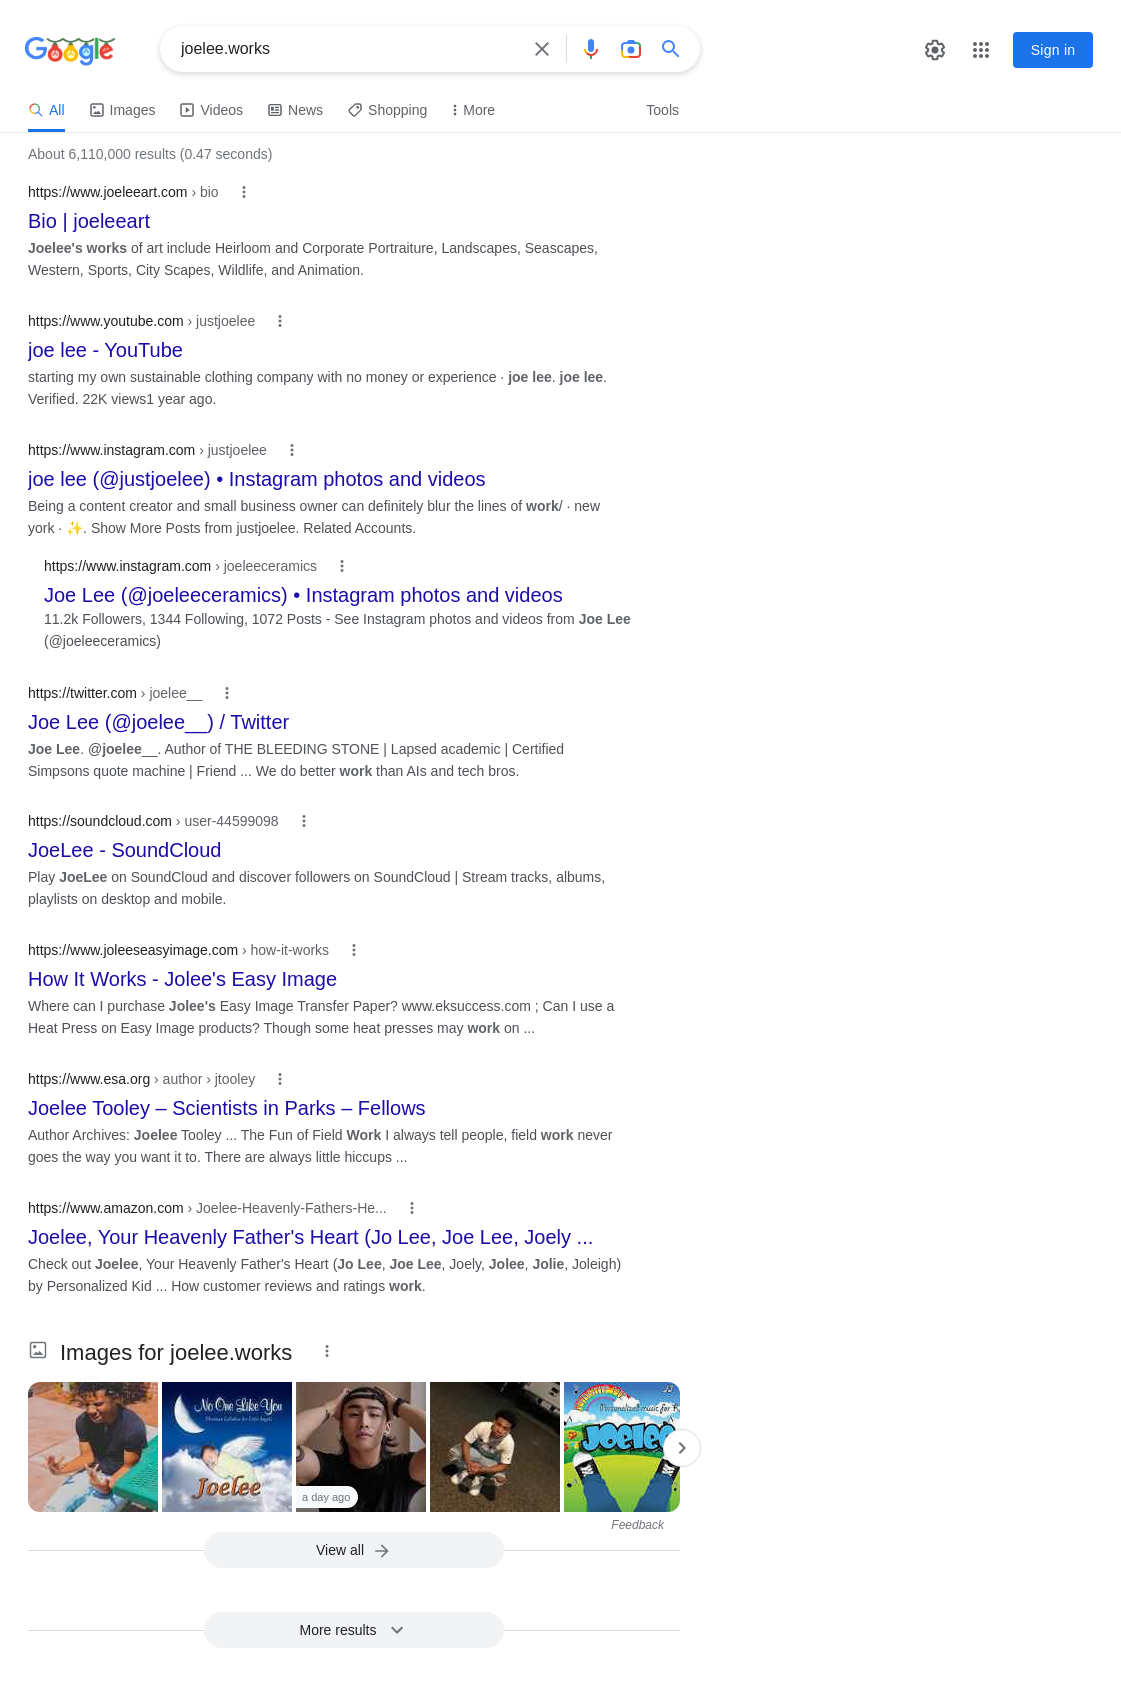 Google
joelee.works
Sign in
All
Images
Videos
News
Shopping
More
Tools
About 6,110,000 results (0.47 seconds)
https://www.joeleeart.com › bio
Bio | joeleeart
Joelee's works of art include Heirloom and Corporate Portraiture, Landscapes, Seascapes,
Western, Sports, City Scapes, Wildlife, and Animation.
https://www.youtube.com › justjoelee
joe lee - YouTube
starting my own sustainable clothing company with no money or experience · joe lee. joe lee.
Verified. 22K views1 year ago.
https://www.instagram.com › justjoelee
joe lee (@justjoelee) • Instagram photos and videos
Being a content creator and small business owner can definitely blur the lines of work/ · new
york · ✨. Show More Posts from justjoelee. Related Accounts.
https://www.instagram.com › joeleeceramics
Joe Lee (@joeleeceramics) • Instagram photos and videos
11.2k Followers, 1344 Following, 1072 Posts - See Instagram photos and videos from Joe Lee
(@joeleeceramics)
https://twitter.com › joelee__
Joe Lee (@joelee__) / Twitter
Joe Lee. @joelee__. Author of THE BLEEDING STONE | Lapsed academic | Certified
Simpsons quote machine | Friend ... We do better work than AIs and tech bros.
https://soundcloud.com › user-44599098
JoeLee - SoundCloud
Play JoeLee on SoundCloud and discover followers on SoundCloud | Stream tracks, albums,
playlists on desktop and mobile.
https://www.joleeseasyimage.com › how-it-works
How It Works - Jolee's Easy Image
Where can I purchase Jolee's Easy Image Transfer Paper? www.eksuccess.com ; Can I use a
Heat Press on Easy Image products? Though some heat presses may work on ...
https://www.esa.org › author › jtooley
Joelee Tooley – Scientists in Parks – Fellows
Author Archives: Joelee Tooley ... The Fun of Field Work I always tell people, field work never
goes the way you want it to. There are always little hiccups ...
https://www.amazon.com › Joelee-Heavenly-Fathers-He...
Joelee, Your Heavenly Father's Heart (Jo Lee, Joe Lee, Joely ...
Check out Joelee, Your Heavenly Father's Heart (Jo Lee, Joe Lee, Joely, Jolee, Jolie, Joleigh)
by Personalized Kid ... How customer reviews and ratings work.
Images for joelee.works
No One Like You
Joelee
a day ago
Personalized music for K
Joelee
Feedback
View all
More results